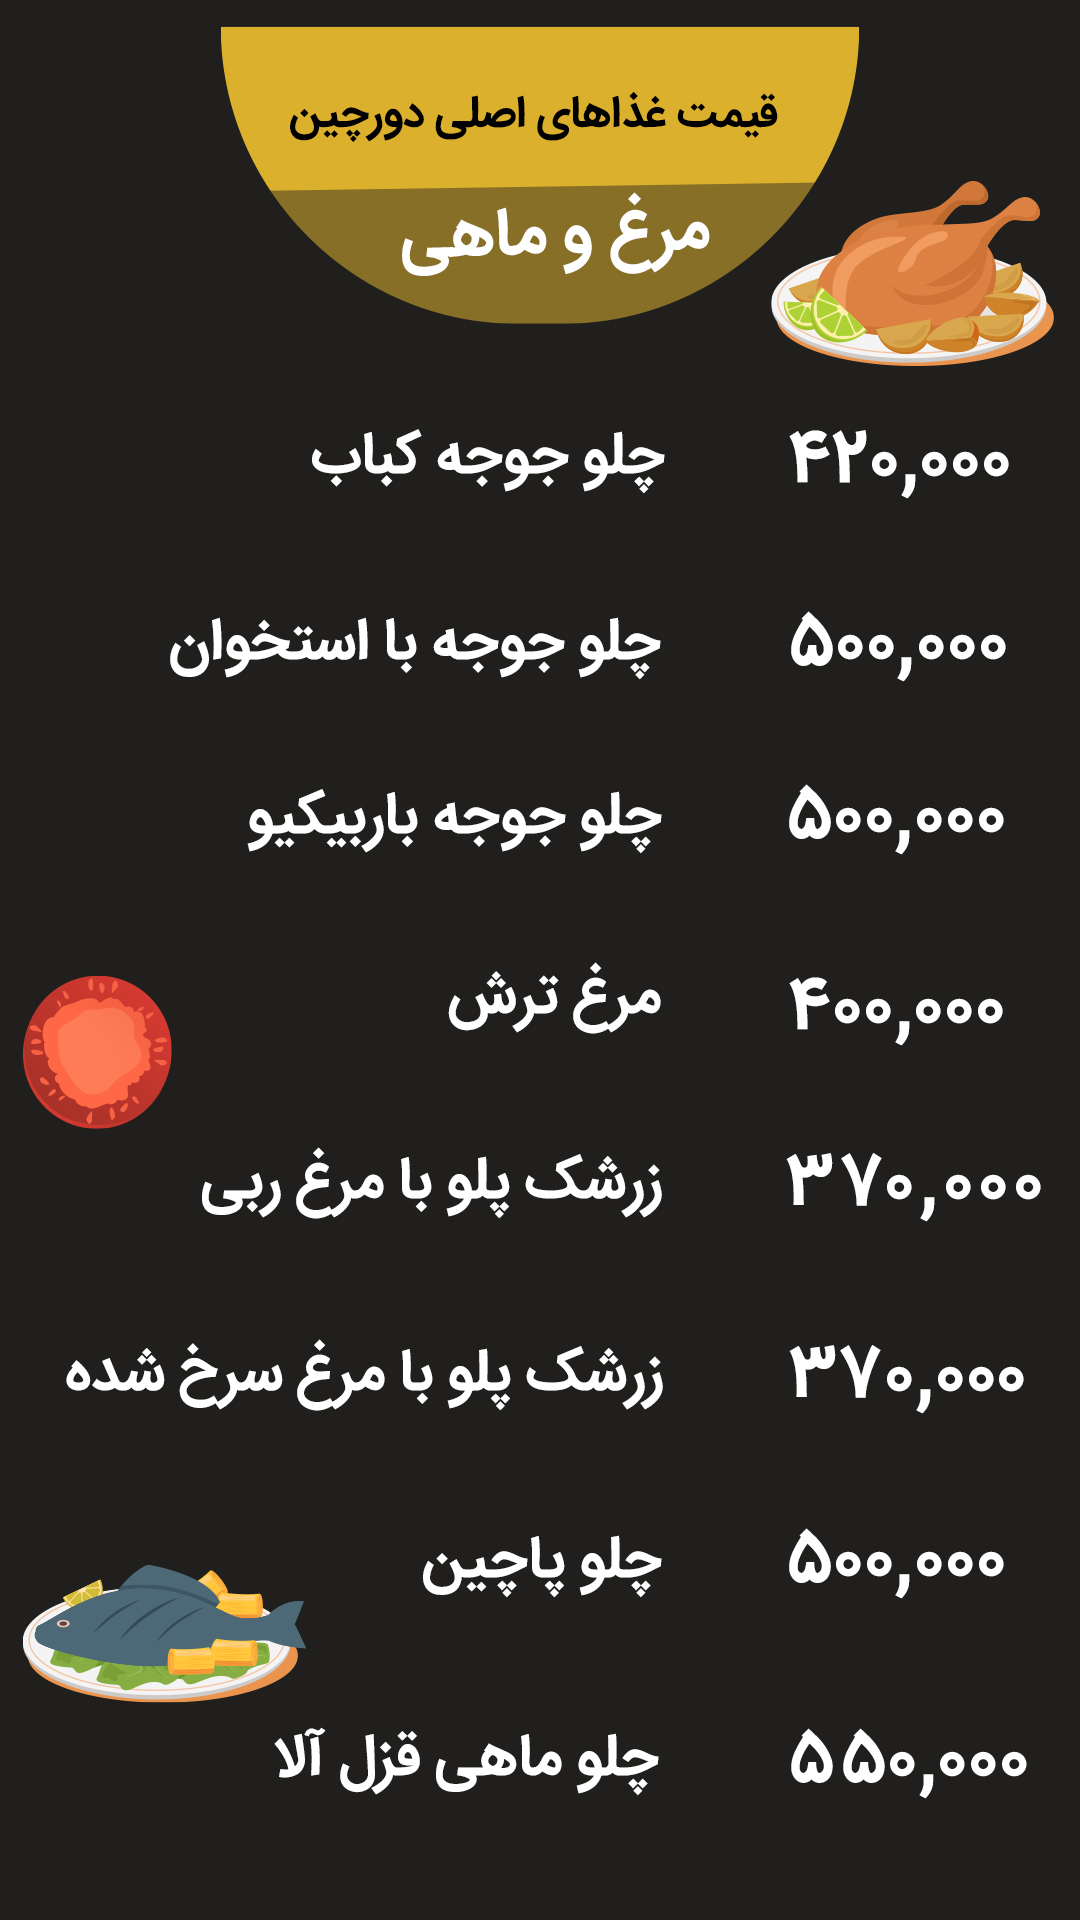 قیمت غذاهای اصلی دورچین
مرغ و ماهی
چلو جوجه کباب ۴۲۰,۰۰۰
چلو جوجه با استخوان ۵۰۰,۰۰۰
چلو جوجه باربیکیو ۵۰۰,۰۰۰
مرغ ترش ۴۰۰,۰۰۰
زرشک پلو با مرغ ربی ۳۷۰,۰۰۰
زرشک پلو با مرغ سرخ شده ۳۷۰,۰۰۰
چلو پاچین ۵۰۰,۰۰۰
چلو ماهی قزل آلا ۵۵۰,۰۰۰